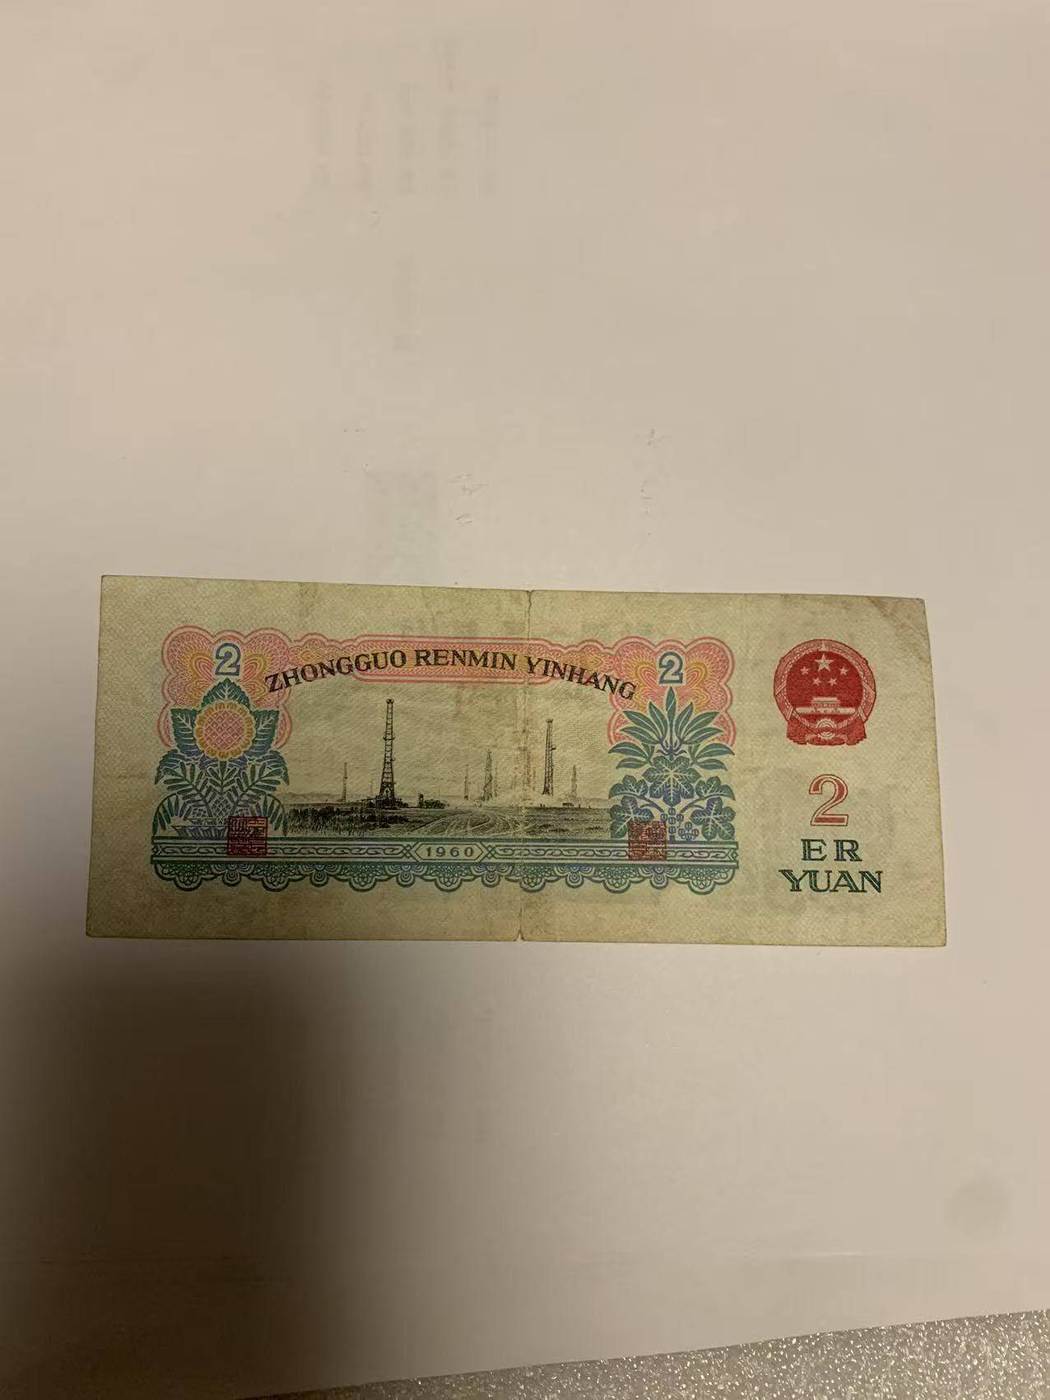 2
2
ZHONGGUO RENMIN YINHANG
1960
2
ER
YUAN